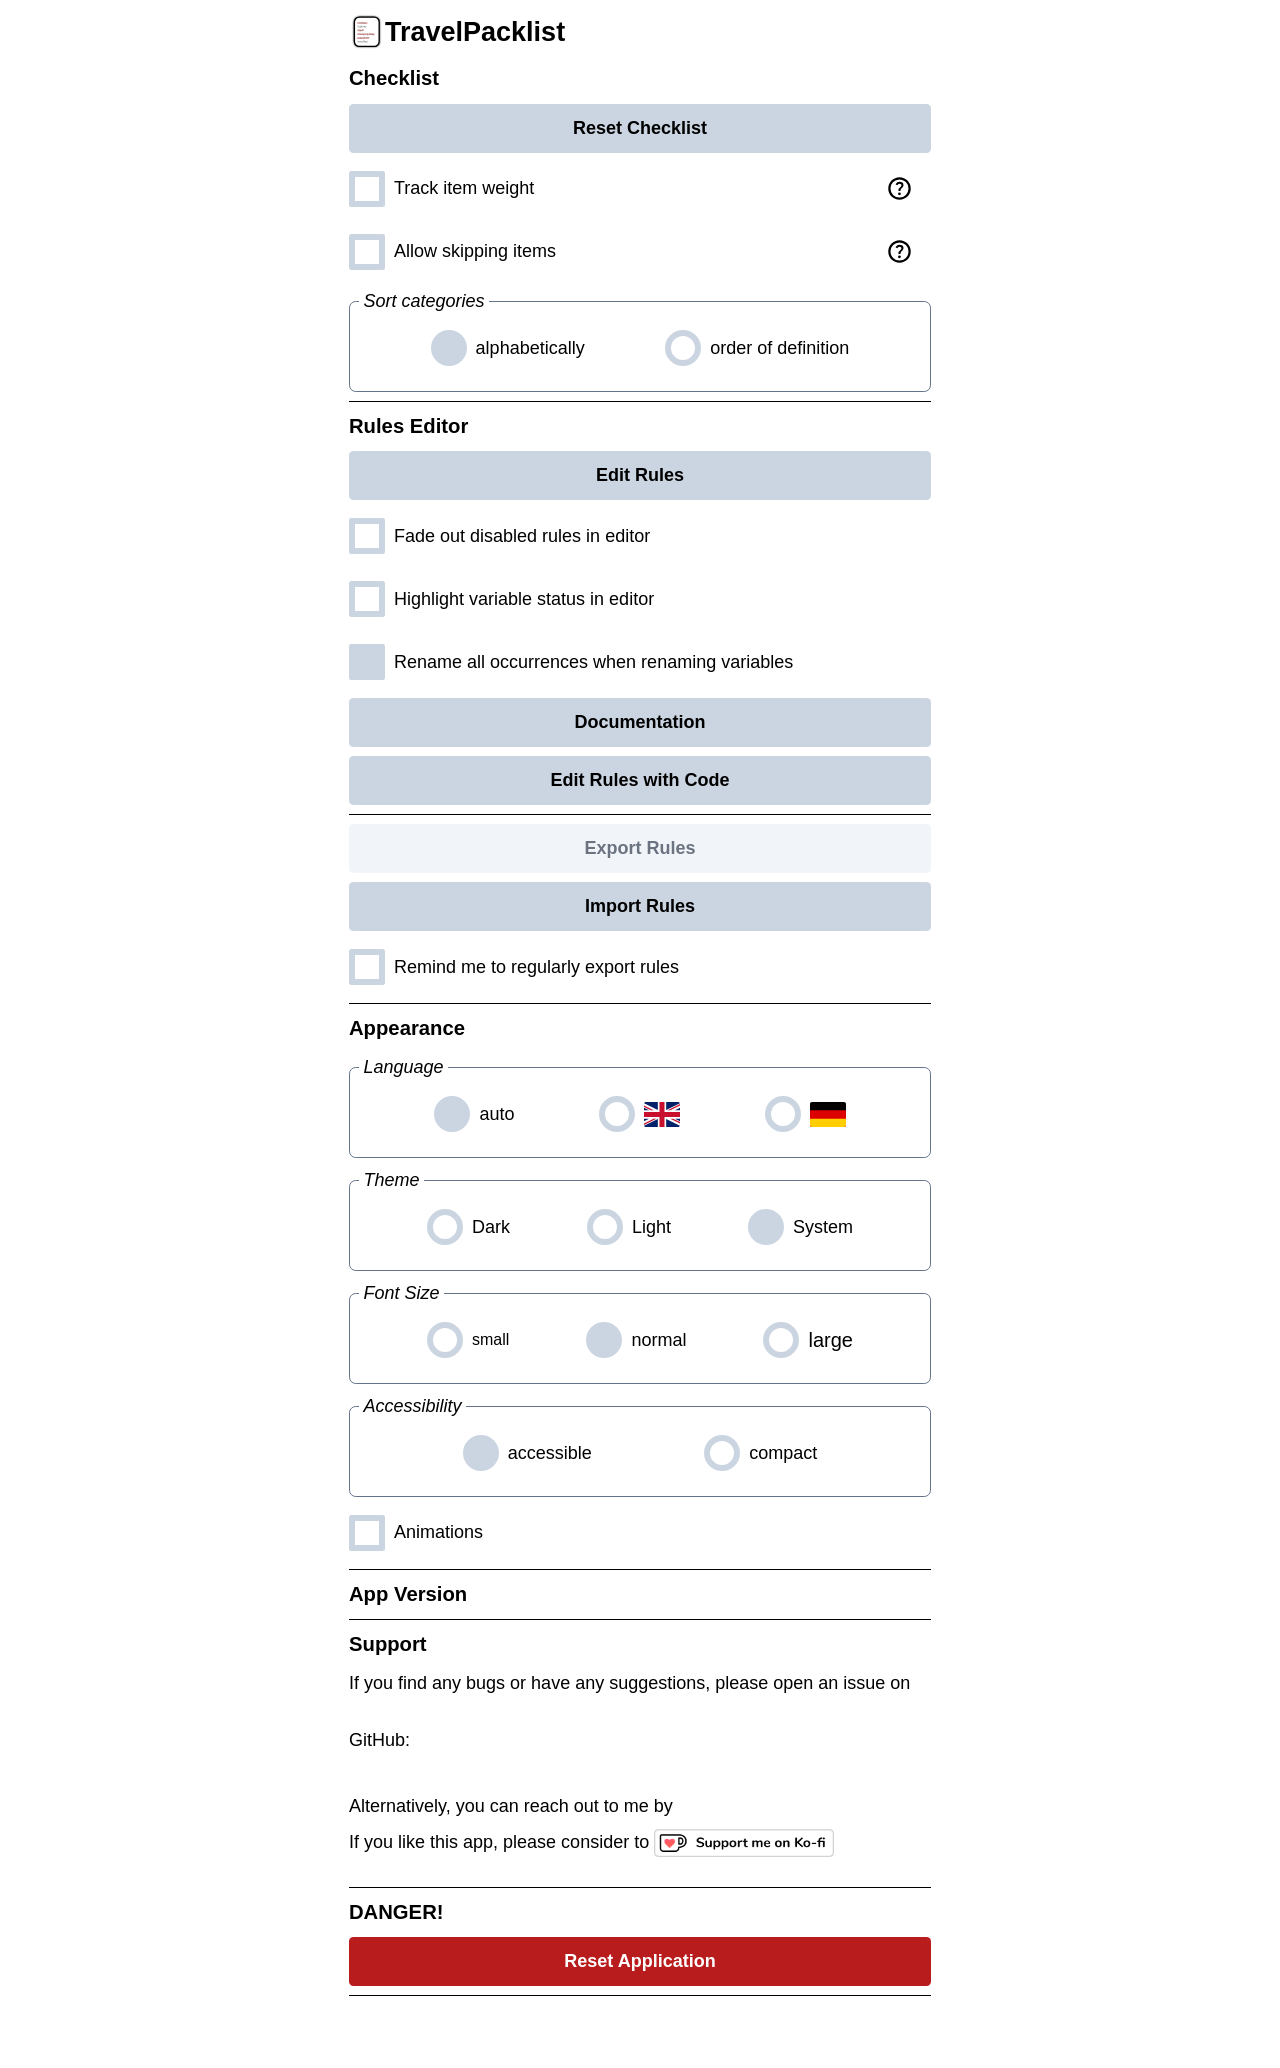 TravelPacklist
Checklist
Reset Checklist
Track item weight
Allow skipping items
Sort categories
alphabetically order of definition
Rules Editor
Edit Rules
Fade out disabled rules in editor
Highlight variable status in editor
Rename all occurrences when renaming variables
Documentation
Edit Rules with Code
Export Rules
Import Rules
Remind me to regularly export rules
Appearance
Language
auto
Theme
Dark Light System
Font Size
small normal large
Accessibility
accessible compact
Animations
App Version
Support
If you find any bugs or have any suggestions, please open an issue on
GitHub:
Alternatively, you can reach out to me by
If you like this app, please consider to Support me on Ko-fi
DANGER!
Reset Application